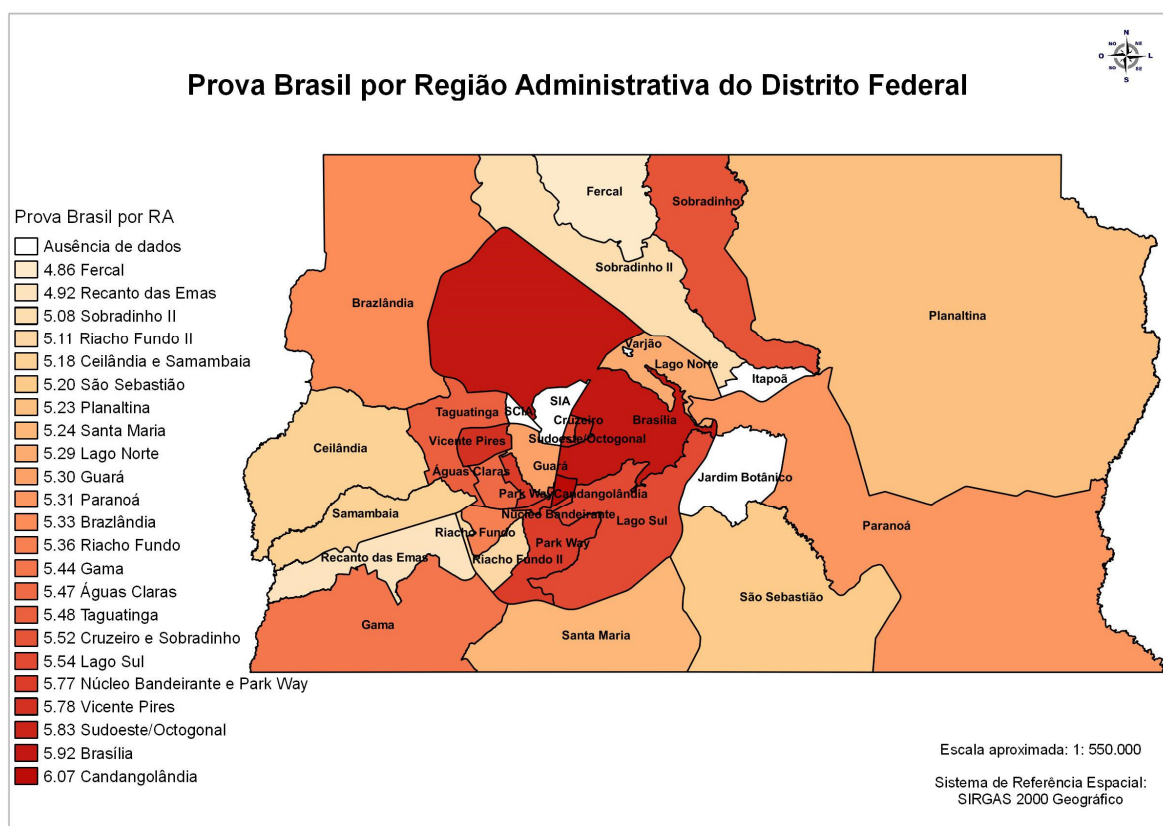 N
NO NE
O L
NO SE
S
Prova Brasil por Região Administrativa do Distrito Federal
Prova Brasil por RA
Ausência de dados
4.86 Fercal
4.92 Recanto das Emas
5.08 Sobradinho II
5.11 Riacho Fundo II
5.18 Ceilândia e Samambaia
5.20 São Sebastião
5.23 Planaltina
5.24 Santa Maria
5.29 Lago Norte
5.30 Guará
5.31 Paranoá
5.33 Brazlândia
5.36 Riacho Fundo
5.44 Gama
5.47 Águas Claras
5.48 Taguatinga
5.52 Cruzeiro e Sobradinho
5.54 Lago Sul
5.77 Núcleo Bandeirante e Park Way
5.78 Vicente Pires
5.83 Sudoeste/Octogonal
5.92 Brasília
6.07 Candangolândia
Fercal
Sobradinho
Sobradinho II
Brazlândia
Planaltina
Varjão
Lago Norte
Itapoã
SIA
SCIA
Taguatinga
Cruzeiro
Brasília
Vicente Pires
Sudoeste/Octogonal
Ceilândia
Guará
Águas Claras
Jardim Botânico
Park Way
Candangolândia
Samambaia
Núcleo Bandeirante
Lago Sul
Paranoá
Riacho Fundo
Park Way
Recanto das Emas
Riacho Fundo II
São Sebastião
Gama
Santa Maria
Escala aproximada: 1: 550.000
Sistema de Referência Espacial:
SIRGAS 2000 Geográfico